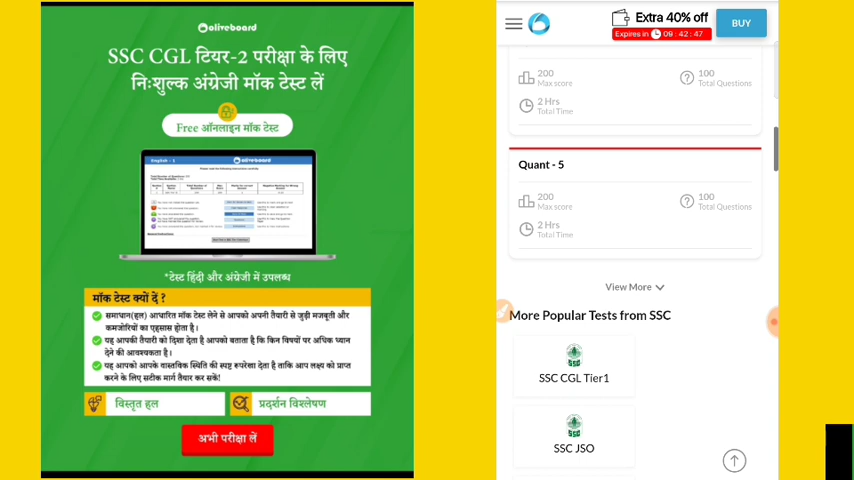 oliveboard
SSC CGL टियर-2 परीक्षा के लिए
निःशुल्क अंग्रेजी मॉक टेस्ट लें
Free ऑनलाइन मॉक टेस्ट
English - 1
oliveboard
*टेस्ट हिंदी और अंग्रेजी में उपलब्ध
मॉक टेस्ट क्यों दें ?
समाधान(हल) आधारित मॉक टेस्ट लेने से आपको अपनी तैयारी से जुड़ी मजबूती और
कमजोरियों का एहसास होता है।
यह आपकी तैयारी को दिशा देता है आपको बताता है कि किन विषयों पर अधिक ध्यान
देने की आवश्यकता है।
यह आपको आपके वास्तविक स्थिति की स्पष्ट रूपरेखा देता है ताकि आप लक्ष्य को प्राप्त
करने के लिए सटीक मार्ग तैयार कर सकें!
विस्तृत हल
प्रदर्शन विश्लेषण
अभी परीक्षा लें
Extra 40% off
Expires in 09 : 42 : 47
BUY
200
Max score
100
Total Questions
2 Hrs
Total Time
Quant - 5
200
Max score
100
Total Questions
2 Hrs
Total Time
View More
More Popular Tests from SSC
SSC CGL Tier1
SSC JSO